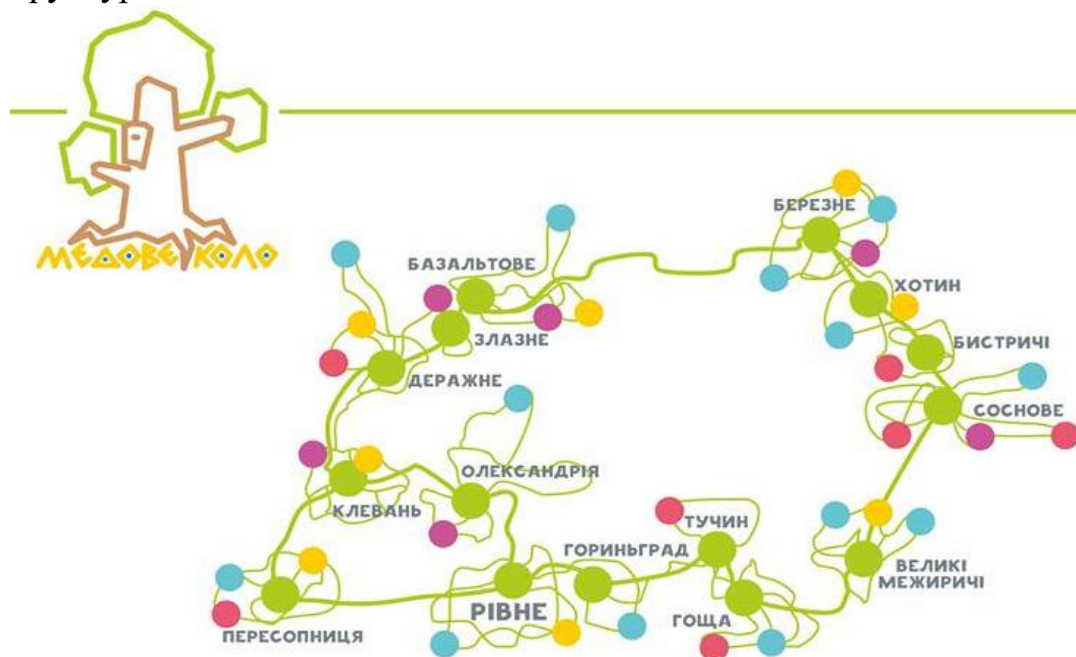 МЕДОВЕ КОЛО
БЕРЕЗНЕ
БАЗАЛЬТОВЕ
ХОТИН
ЗЛАЗНЕ
БИСТРИЧІ
ДЕРАЖНЕ
СОСНОВЕ
ОЛЕКСАНДРІЯ
КЛЕВАНЬ
ТУЧИН
ГОРИНЬГРАД
ВЕЛИКІ
МЕЖИРИЧІ
РІВНЕ
ГОЩА
ПЕРЕСОПНИЦЯ